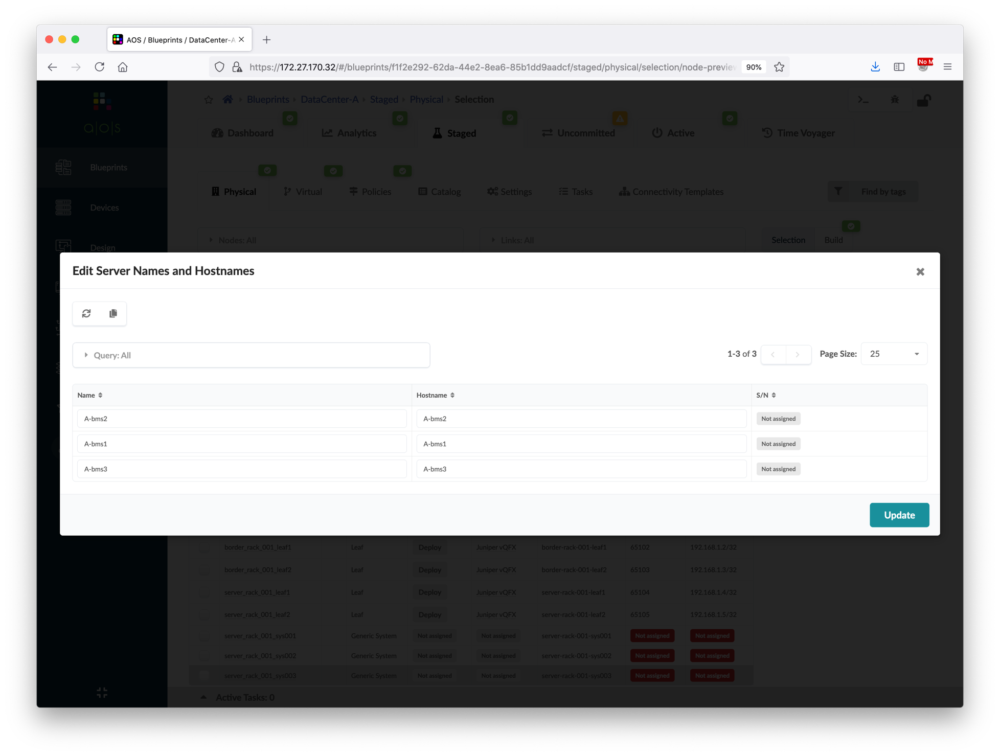 AOS / Blueprints / DataCenter-A
https://172.27.170.32/#/blueprints/f1f2e292-62da-44e2-8ea6-85b1dd9aadcf/staged/physical/selection/node-preview
90%
No M
a|o|s
Blueprints DataCenter-A Staged Physical Selection
Dashboard Analytics Staged Uncommitted Active Time Voyager
Blueprints
Physical Virtual Policies Catalog Settings Tasks Connectivity Templates Find by tags
Devices
Nodes: All Links: All Selection Build
Design
Edit Server Names and Hostnames
Query: All
1-3 of 3 Page Size: 25
Name Hostname S/N
A-bms2 A-bms2 Not assigned
A-bms1 A-bms1 Not assigned
A-bms3 A-bms3 Not assigned
Update
border_rack_001_leaf1 Leaf Deploy Juniper vQFX border-rack-001-leaf1 65102 192.168.1.2/32
border_rack_001_leaf2 Leaf Deploy Juniper vQFX border-rack-001-leaf2 65103 192.168.1.3/32
server_rack_001_leaf1 Leaf Deploy Juniper vQFX server-rack-001-leaf1 65104 192.168.1.4/32
server_rack_001_leaf2 Leaf Deploy Juniper vQFX server-rack-001-leaf2 65105 192.168.1.5/32
server_rack_001_sys001 Generic System Not assigned Not assigned server-rack-001-sys001 Not assigned Not assigned
server_rack_001_sys002 Generic System Not assigned Not assigned server-rack-001-sys002 Not assigned Not assigned
server_rack_001_sys003 Generic System Not assigned Not assigned server-rack-001-sys003 Not assigned Not assigned
Active Tasks: 0